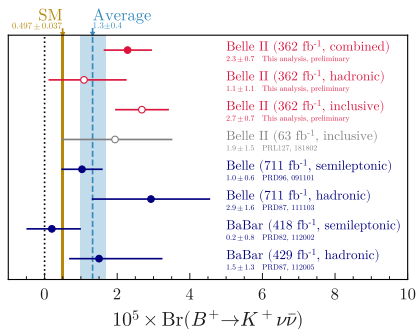 SM Average
0.497±0.037 1.3±0.4
Belle II (362 fb⁻¹, combined)
2.3±0.7 This analysis, preliminary
Belle II (362 fb⁻¹, hadronic)
1.1±1.1 This analysis, preliminary
Belle II (362 fb⁻¹, inclusive)
2.7±0.7 This analysis, preliminary
Belle II (63 fb⁻¹, inclusive)
1.9±1.5 PRL127, 181802
Belle (711 fb⁻¹, semileptonic)
1.0±0.6 PRD96, 091101
Belle (711 fb⁻¹, hadronic)
2.9±1.6 PRD87, 111103
BaBar (418 fb⁻¹, semileptonic)
0.2±0.8 PRD82, 112002
BaBar (429 fb⁻¹, hadronic)
1.5±1.3 PRD87, 112005
0 2 4 6 8 10
10⁵ × Br(B⁺→K⁺νν̄)